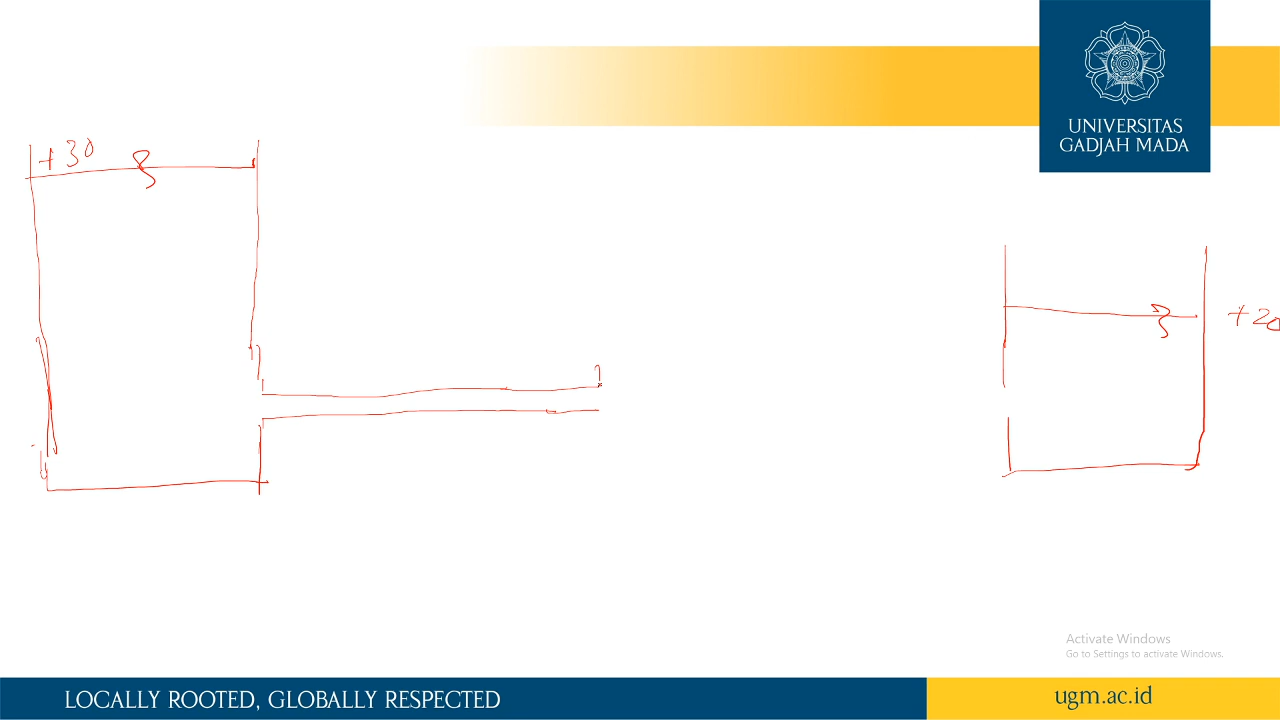 UNIVERSITAS
GADJAH MADA
+30
+20
Activate Windows
Go to Settings to activate Windows.
LOCALLY ROOTED, GLOBALLY RESPECTED
ugm.ac.id